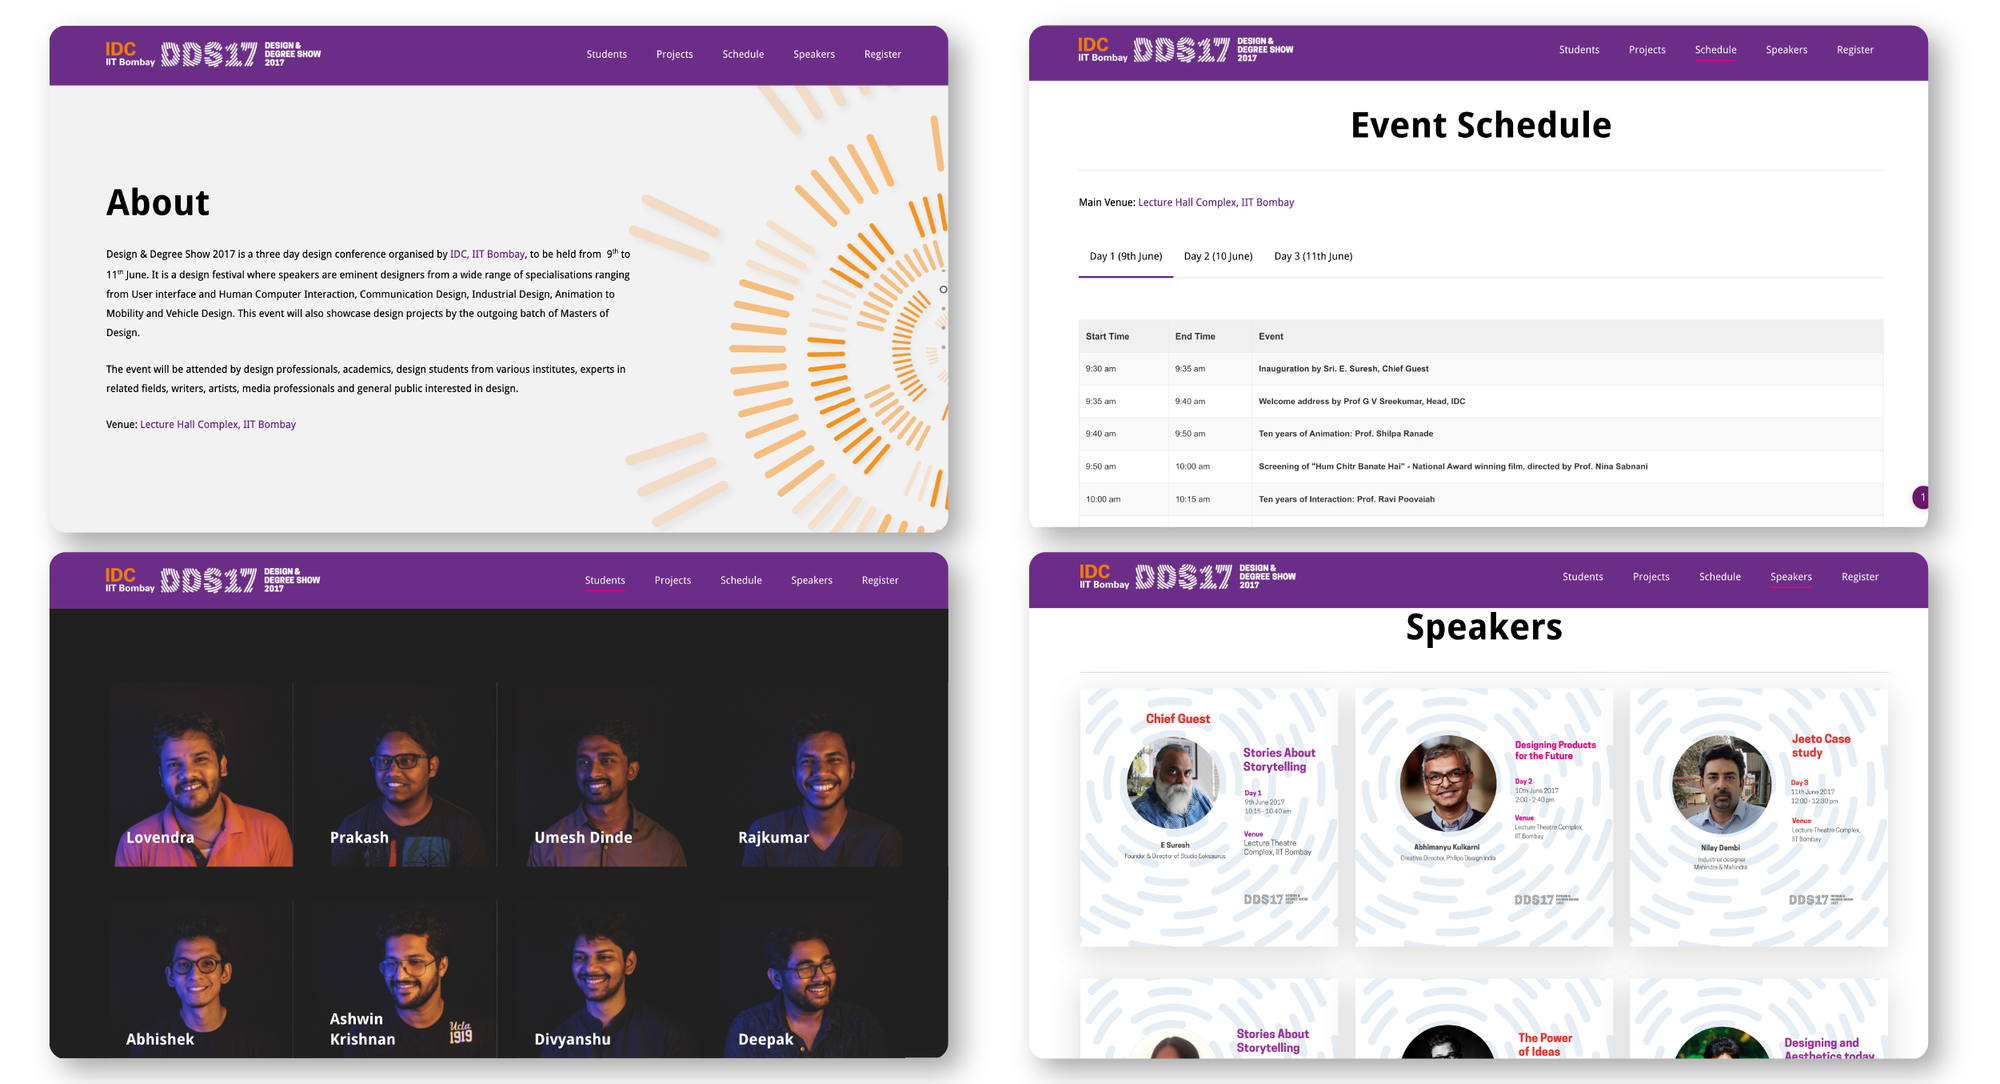 IDC
IIT Bombay
DDS17
DESIGN &
DEGREE SHOW
2017
Students Projects Schedule Speakers Register
About
Design & Degree Show 2017 is a three day design conference organised by IDC, IIT Bombay, to be held from 9th to
11th June. It is a design festival where speakers are eminent designers from a wide range of specialisations ranging
from User interface and Human Computer Interaction, Communication Design, Industrial Design, Animation to
Mobility and Vehicle Design. This event will also showcase design projects by the outgoing batch of Masters of
Design.
The event will be attended by design professionals, academics, design students from various institutes, experts in
related fields, writers, artists, media professionals and general public interested in design.
Venue: Lecture Hall Complex, IIT Bombay
IDC
IIT Bombay
DDS17
DESIGN &
DEGREE SHOW
2017
Students Projects Schedule Speakers Register
Event Schedule
Main Venue: Lecture Hall Complex, IIT Bombay
Day 1 (9th June) Day 2 (10 June) Day 3 (11th June)
Start Time End Time Event
9:30 am 9:35 am Inauguration by Sri. E. Suresh, Chief Guest
9:35 am 9:40 am Welcome address by Prof G V Sreekumar, Head, IDC
9:40 am 9:50 am Ten years of Animation: Prof. Shilpa Ranade
9:50 am 10:00 am Screening of "Hum Chitr Banate Hai" - National Award winning film, directed by Prof. Nina Sabnani
10:00 am 10:15 am Ten years of Interaction: Prof. Ravi Poovaiah
1
IDC
IIT Bombay
DDS17
DESIGN &
DEGREE SHOW
2017
Students Projects Schedule Speakers Register
Lovendra
Prakash
Umesh Dinde
Rajkumar
Abhishek
Ashwin
Krishnan
Ucla
1919
Divyanshu
Deepak
IDC
IIT Bombay
DDS17
DESIGN &
DEGREE SHOW
2017
Students Projects Schedule Speakers Register
Speakers
Chief Guest
Stories About
Storytelling
Day 1
9th June 2017
10:15 - 10:40 am
Venue
Lecture Theatre
Complex, IIT Bombay
E Suresh
Founder & Director of Studio Eeksaurus
DDS17
DESIGN &
DEGREE SHOW
2017
Designing Products
for the Future
Day 2
10th June 2017
2:00 - 2:40 pm
Venue
Lecture Theatre Complex,
IIT Bombay
Abhimanyu Kulkarni
Creative Director, Philips Design India
DDS17
DESIGN &
DEGREE SHOW
2017
Jeeto Case
study
Day 3
11th June 2017
12:00 - 12:30 pm
Venue
Lecture Theatre Complex,
IIT Bombay
Nilay Dembi
Industrial designer
Mahindra & Mahindra
DDS17
DESIGN &
DEGREE SHOW
2017
Stories About
Storytelling
The Power
of Ideas
Designing and
Aesthetics today